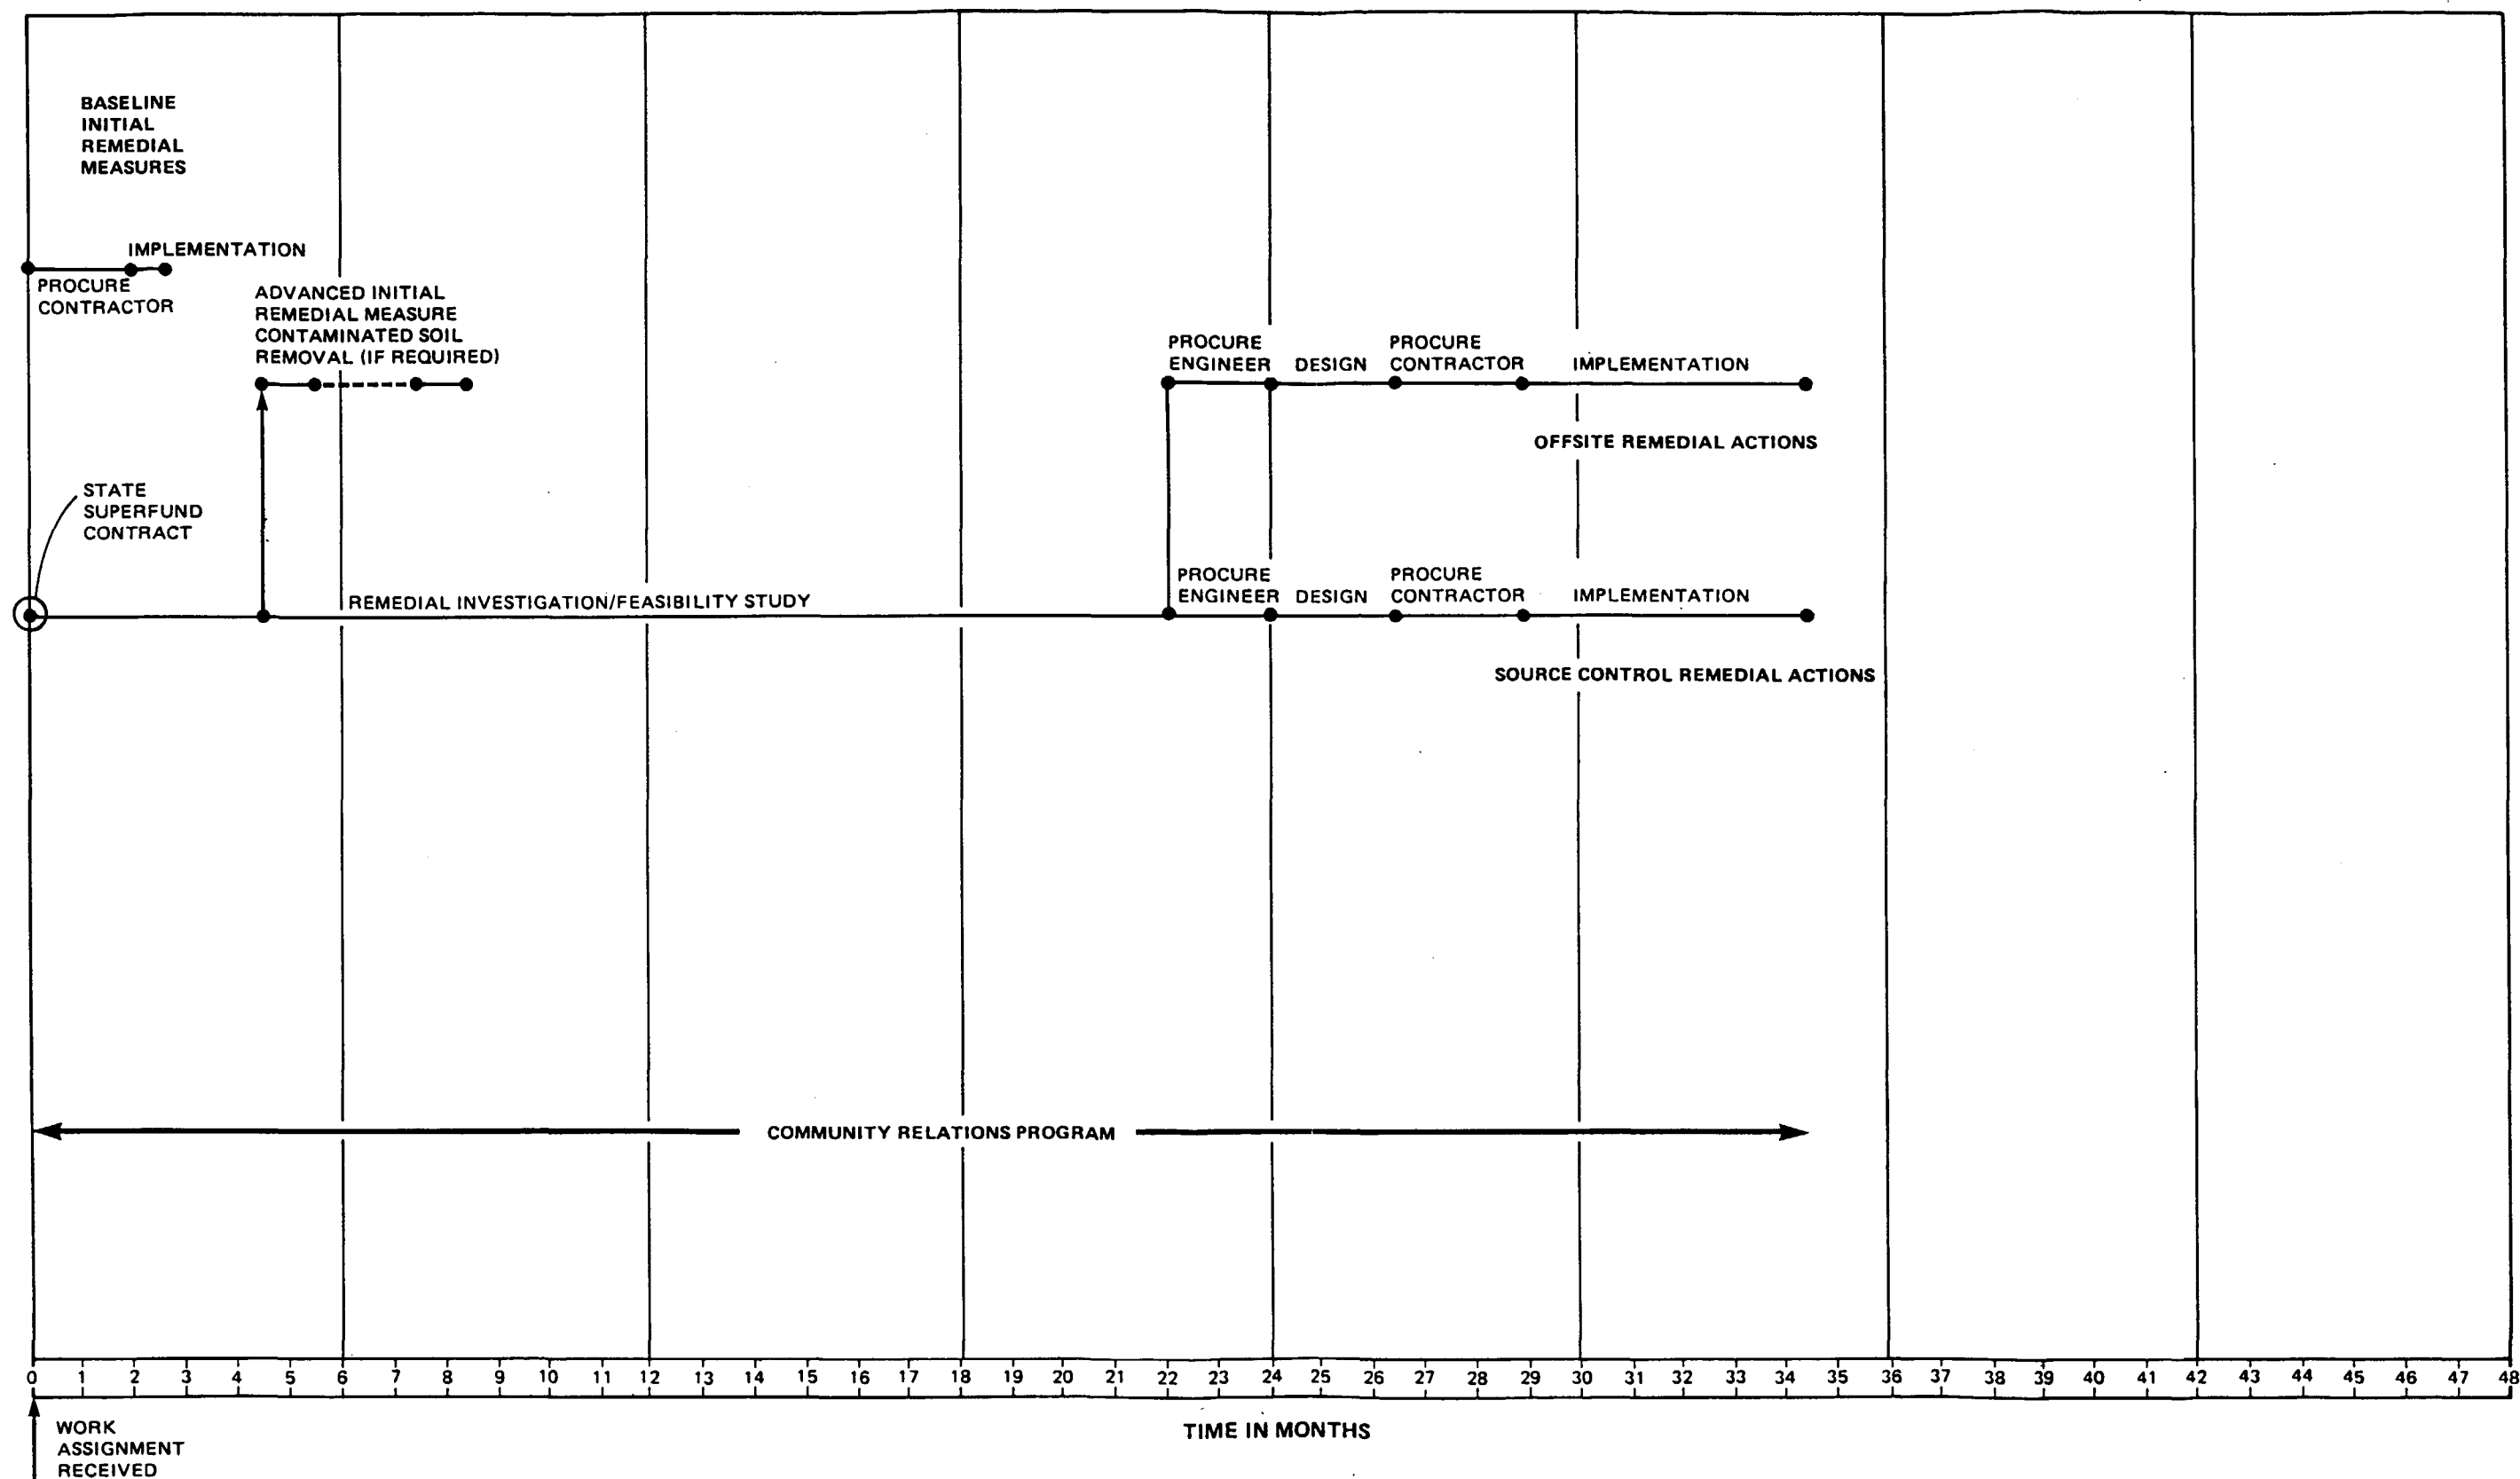 BASELINE
INITIAL
REMEDIAL
MEASURES
IMPLEMENTATION
PROCURE
CONTRACTOR
ADVANCED INITIAL
REMEDIAL MEASURE
CONTAMINATED SOIL
REMOVAL (IF REQUIRED)
PROCURE
ENGINEER
DESIGN
PROCURE
CONTRACTOR
IMPLEMENTATION
OFFSITE REMEDIAL ACTIONS
STATE
SUPERFUND
CONTRACT
REMEDIAL INVESTIGATION/FEASIBILITY STUDY
PROCURE
ENGINEER
DESIGN
PROCURE
CONTRACTOR
IMPLEMENTATION
SOURCE CONTROL REMEDIAL ACTIONS
COMMUNITY RELATIONS PROGRAM
0 1 2 3 4 5 6 7 8 9 10 11 12 13 14 15 16 17 18 19 20 21 22 23 24 25 26 27 28 29 30 31 32 33 34 35 36 37 38 39 40 41 42 43 44 45 46 47 48
TIME IN MONTHS
WORK
ASSIGNMENT
RECEIVED